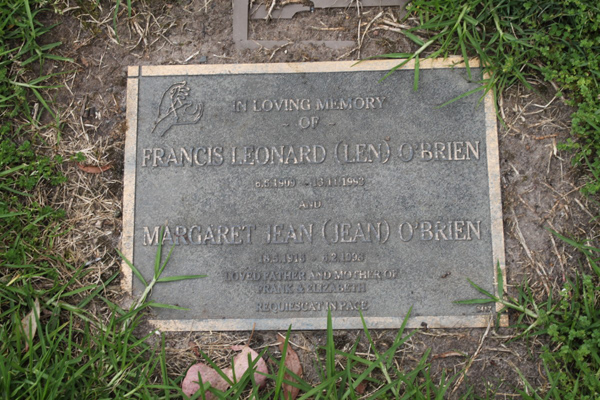 IN LOVING MEMORY
- OF -
FRANCIS LEONARD (LEN) O'BRIEN
AND
MARGARET JEAN (JEAN) O'BRIEN
LOVED FATHER AND MOTHER OF
FRANK & ELIZABETH
REQUIESCAT IN PACE